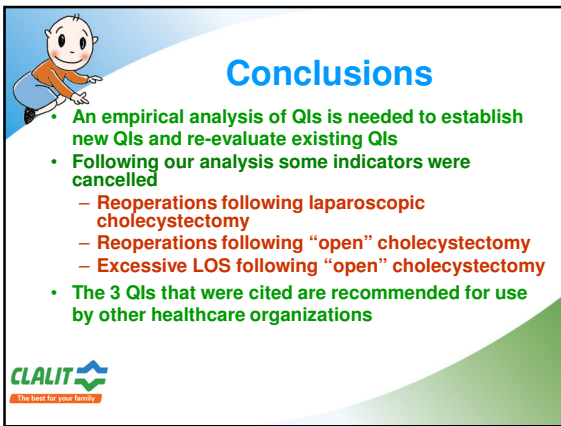 Conclusions
• An empirical analysis of QIs is needed to establish
new QIs and re-evaluate existing QIs
• Following our analysis some indicators were
cancelled
– Reoperations following laparoscopic
cholecystectomy
– Reoperations following “open” cholecystectomy
– Excessive LOS following “open” cholecystectomy
• The 3 QIs that were cited are recommended for use
by other healthcare organizations
CLALIT
The best for your family